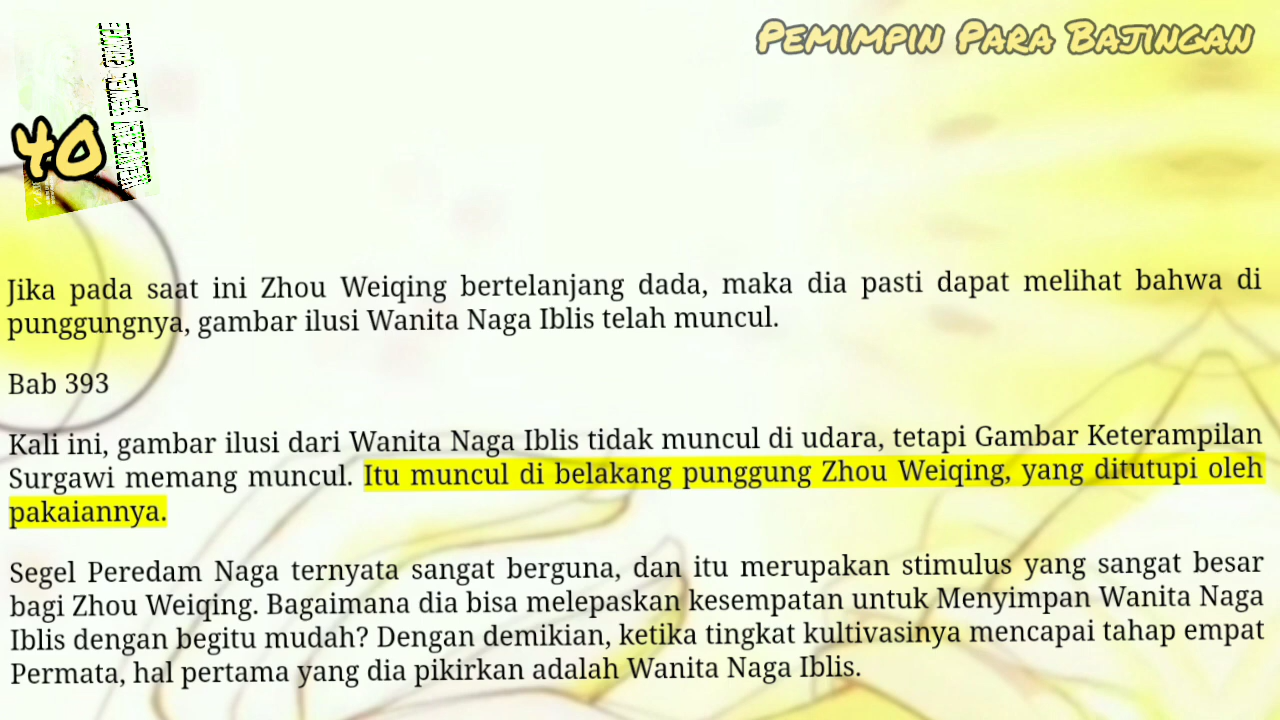 Pemimpin Para Bajingan
40
Jika pada saat ini Zhou Weiqing bertelanjang dada, maka dia pasti dapat melihat bahwa di
punggungnya, gambar ilusi Wanita Naga Iblis telah muncul.
Bab 393
Kali ini, gambar ilusi dari Wanita Naga Iblis tidak muncul di udara, tetapi Gambar Keterampilan
Surgawi memang muncul. Itu muncul di belakang punggung Zhou Weiqing, yang ditutupi oleh
pakaiannya.
Segel Peredam Naga ternyata sangat berguna, dan itu merupakan stimulus yang sangat besar
bagi Zhou Weiqing. Bagaimana dia bisa melepaskan kesempatan untuk Menyimpan Wanita Naga
Iblis dengan begitu mudah? Dengan demikian, ketika tingkat kultivasinya mencapai tahap empat
Permata, hal pertama yang dia pikirkan adalah Wanita Naga Iblis.